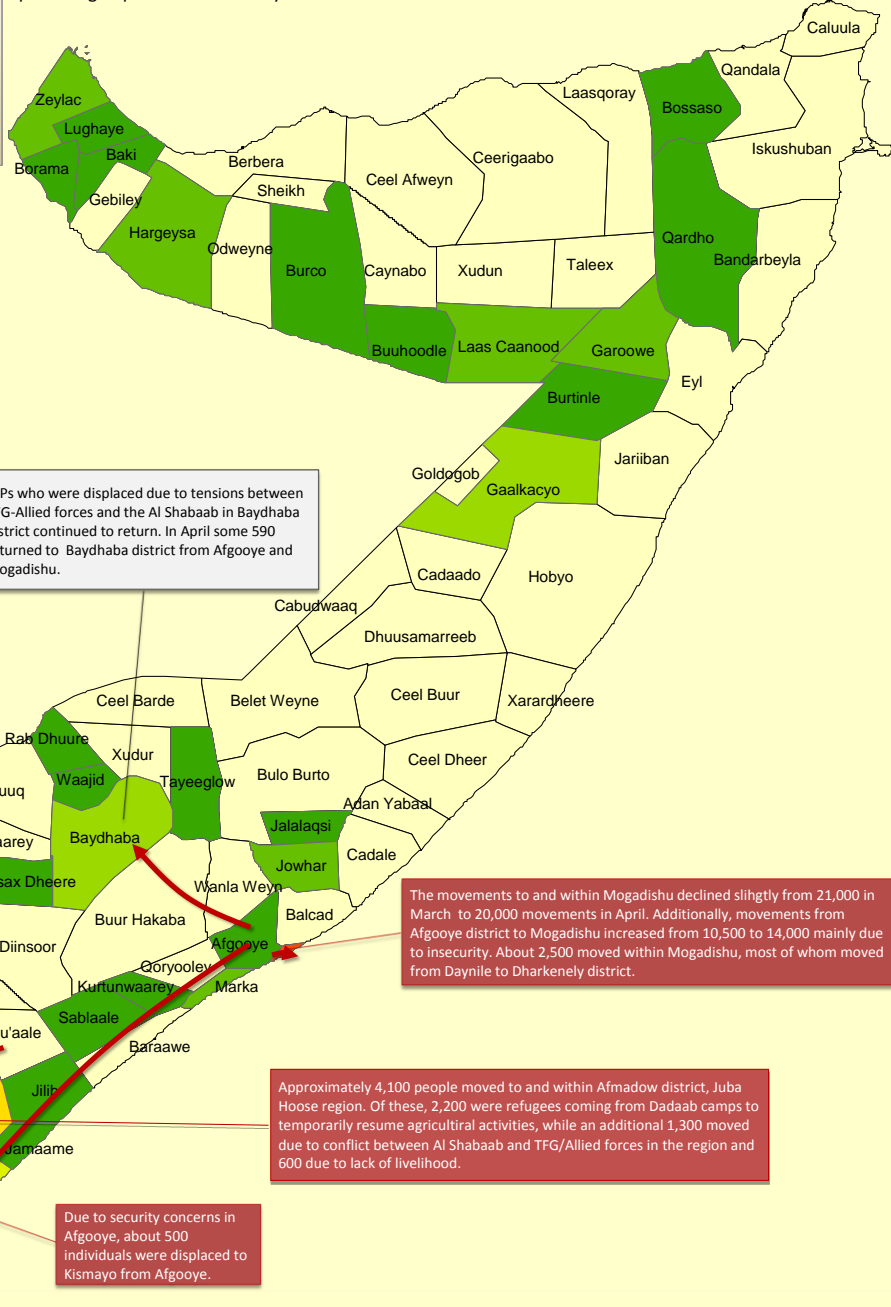 Caluula
Qandala
Zeylac
Laasqoray
Bossaso
Lughaye
Iskushuban
Baki
Berbera
Ceerigaabo
Borama
Ceel Afweyn
Sheikh
Gebiley
Hargeysa
Qardho
Odweyne
Bandarbeyla
Burco
Caynabo
Xudun
Taleex
Buuhoodle
Laas Caanood
Garoowe
Eyl
Burtinle
Jariiban
Goldogob
Gaalkacyo
Ps who were displaced due to tensions between
G-Allied forces and the Al Shabaab in Baydhaba
strict continued to return. In April some 590
turned to Baydhaba district from Afgooye and
ogadishu.
Cadaado
Hobyo
Cabudwaaq
Dhuusamarreeb
Ceel Barde
Belet Weyne
Ceel Buur
Xarardheere
Rab Dhuure
Xudur
Ceel Dheer
Waajid
Tayeeglow
Bulo Burto
uuq
Adan Yabaal
Jalalaqsi
Baydhaba
arey
Cadale
Jowhar
sax Dheere
Wanla Weyn
Buur Hakaba
Balcad
Diinsoor
Afgooye
Qoryooley
Kurtunwaarey
Marka
Sablaale
u'aale
Baraawe
Jilib
Jamaame
The movements to and within Mogadishu declined slihgtly from 21,000 in
March to 20,000 movements in April. Additionally, movements from
Afgooye district to Mogadishu increased from 10,500 to 14,000 mainly due
to insecurity. About 2,500 moved within Mogadishu, most of whom moved
from Daynile to Dharkenely district.
Approximately 4,100 people moved to and within Afmadow district, Juba
Hoose region. Of these, 2,200 were refugees coming from Dadaab camps to
temporarily resume agricultiral activities, while an additional 1,300 moved
due to conflict between Al Shabaab and TFG/Allied forces in the region and
600 due to lack of livelihood.
Due to security concerns in
Afgooye, about 500
individuals were displaced to
Kismayo from Afgooye.